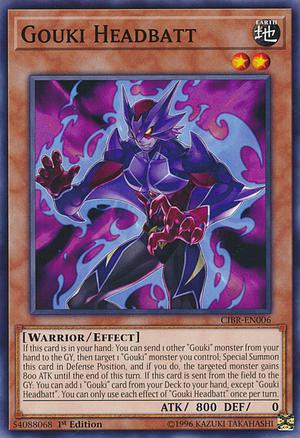 Gouki Headbatt
EARTH
地
CIBR-EN006
[WARRIOR/EFFECT]
If this card is in your hand: You can send 1 other "Gouki" monster from
your hand to the GY, then target 1 "Gouki" monster you control; Special Summon
this card in Defense Position, and if you do, the targeted monster gains
800 ATK until the end of this turn. If this card is sent from the field to the
GY: You can add 1 "Gouki" card from your Deck to your hand, except "Gouki
Headbatt". You can only use each effect of "Gouki Headbatt" once per turn.
ATK/ 800 DEF/ 0
54088068 1st Edition ©1996 KAZUKI TAKAHASHI